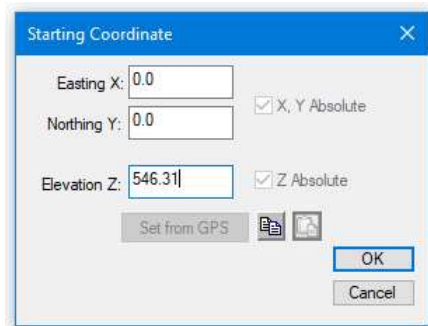 Starting Coordinate
Easting X: 0.0
X, Y Absolute
Northing Y: 0.0
Elevation Z: 546.31
Z Absolute
Set from GPS
OK
Cancel